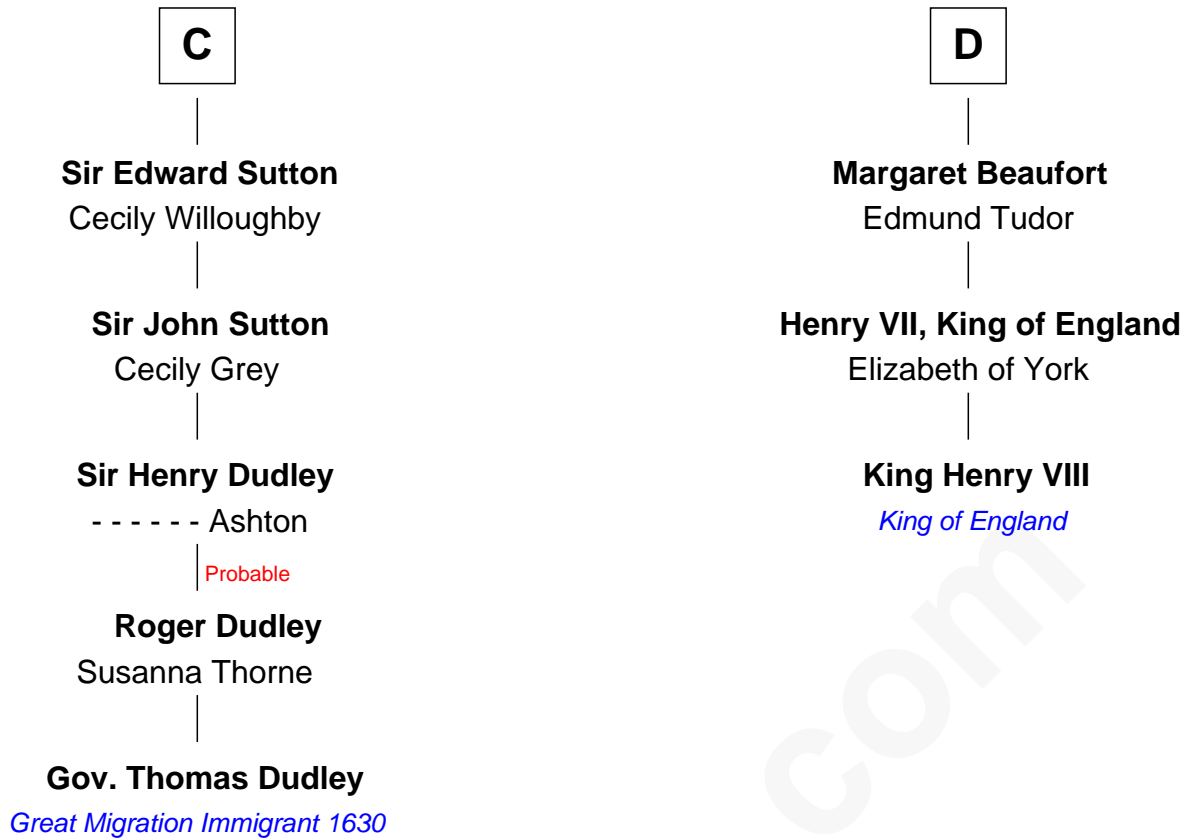 C
Sir Edward Sutton
Cecily Willoughby
Sir John Sutton
Cecily Grey
Sir Henry Dudley
- - - - - - Ashton
Probable
Roger Dudley
Susanna Thorne
Gov. Thomas Dudley
Great Migration Immigrant 1630
D
Margaret Beaufort
Edmund Tudor
Henry VII, King of England
Elizabeth of York
King Henry VIII
King of England
com